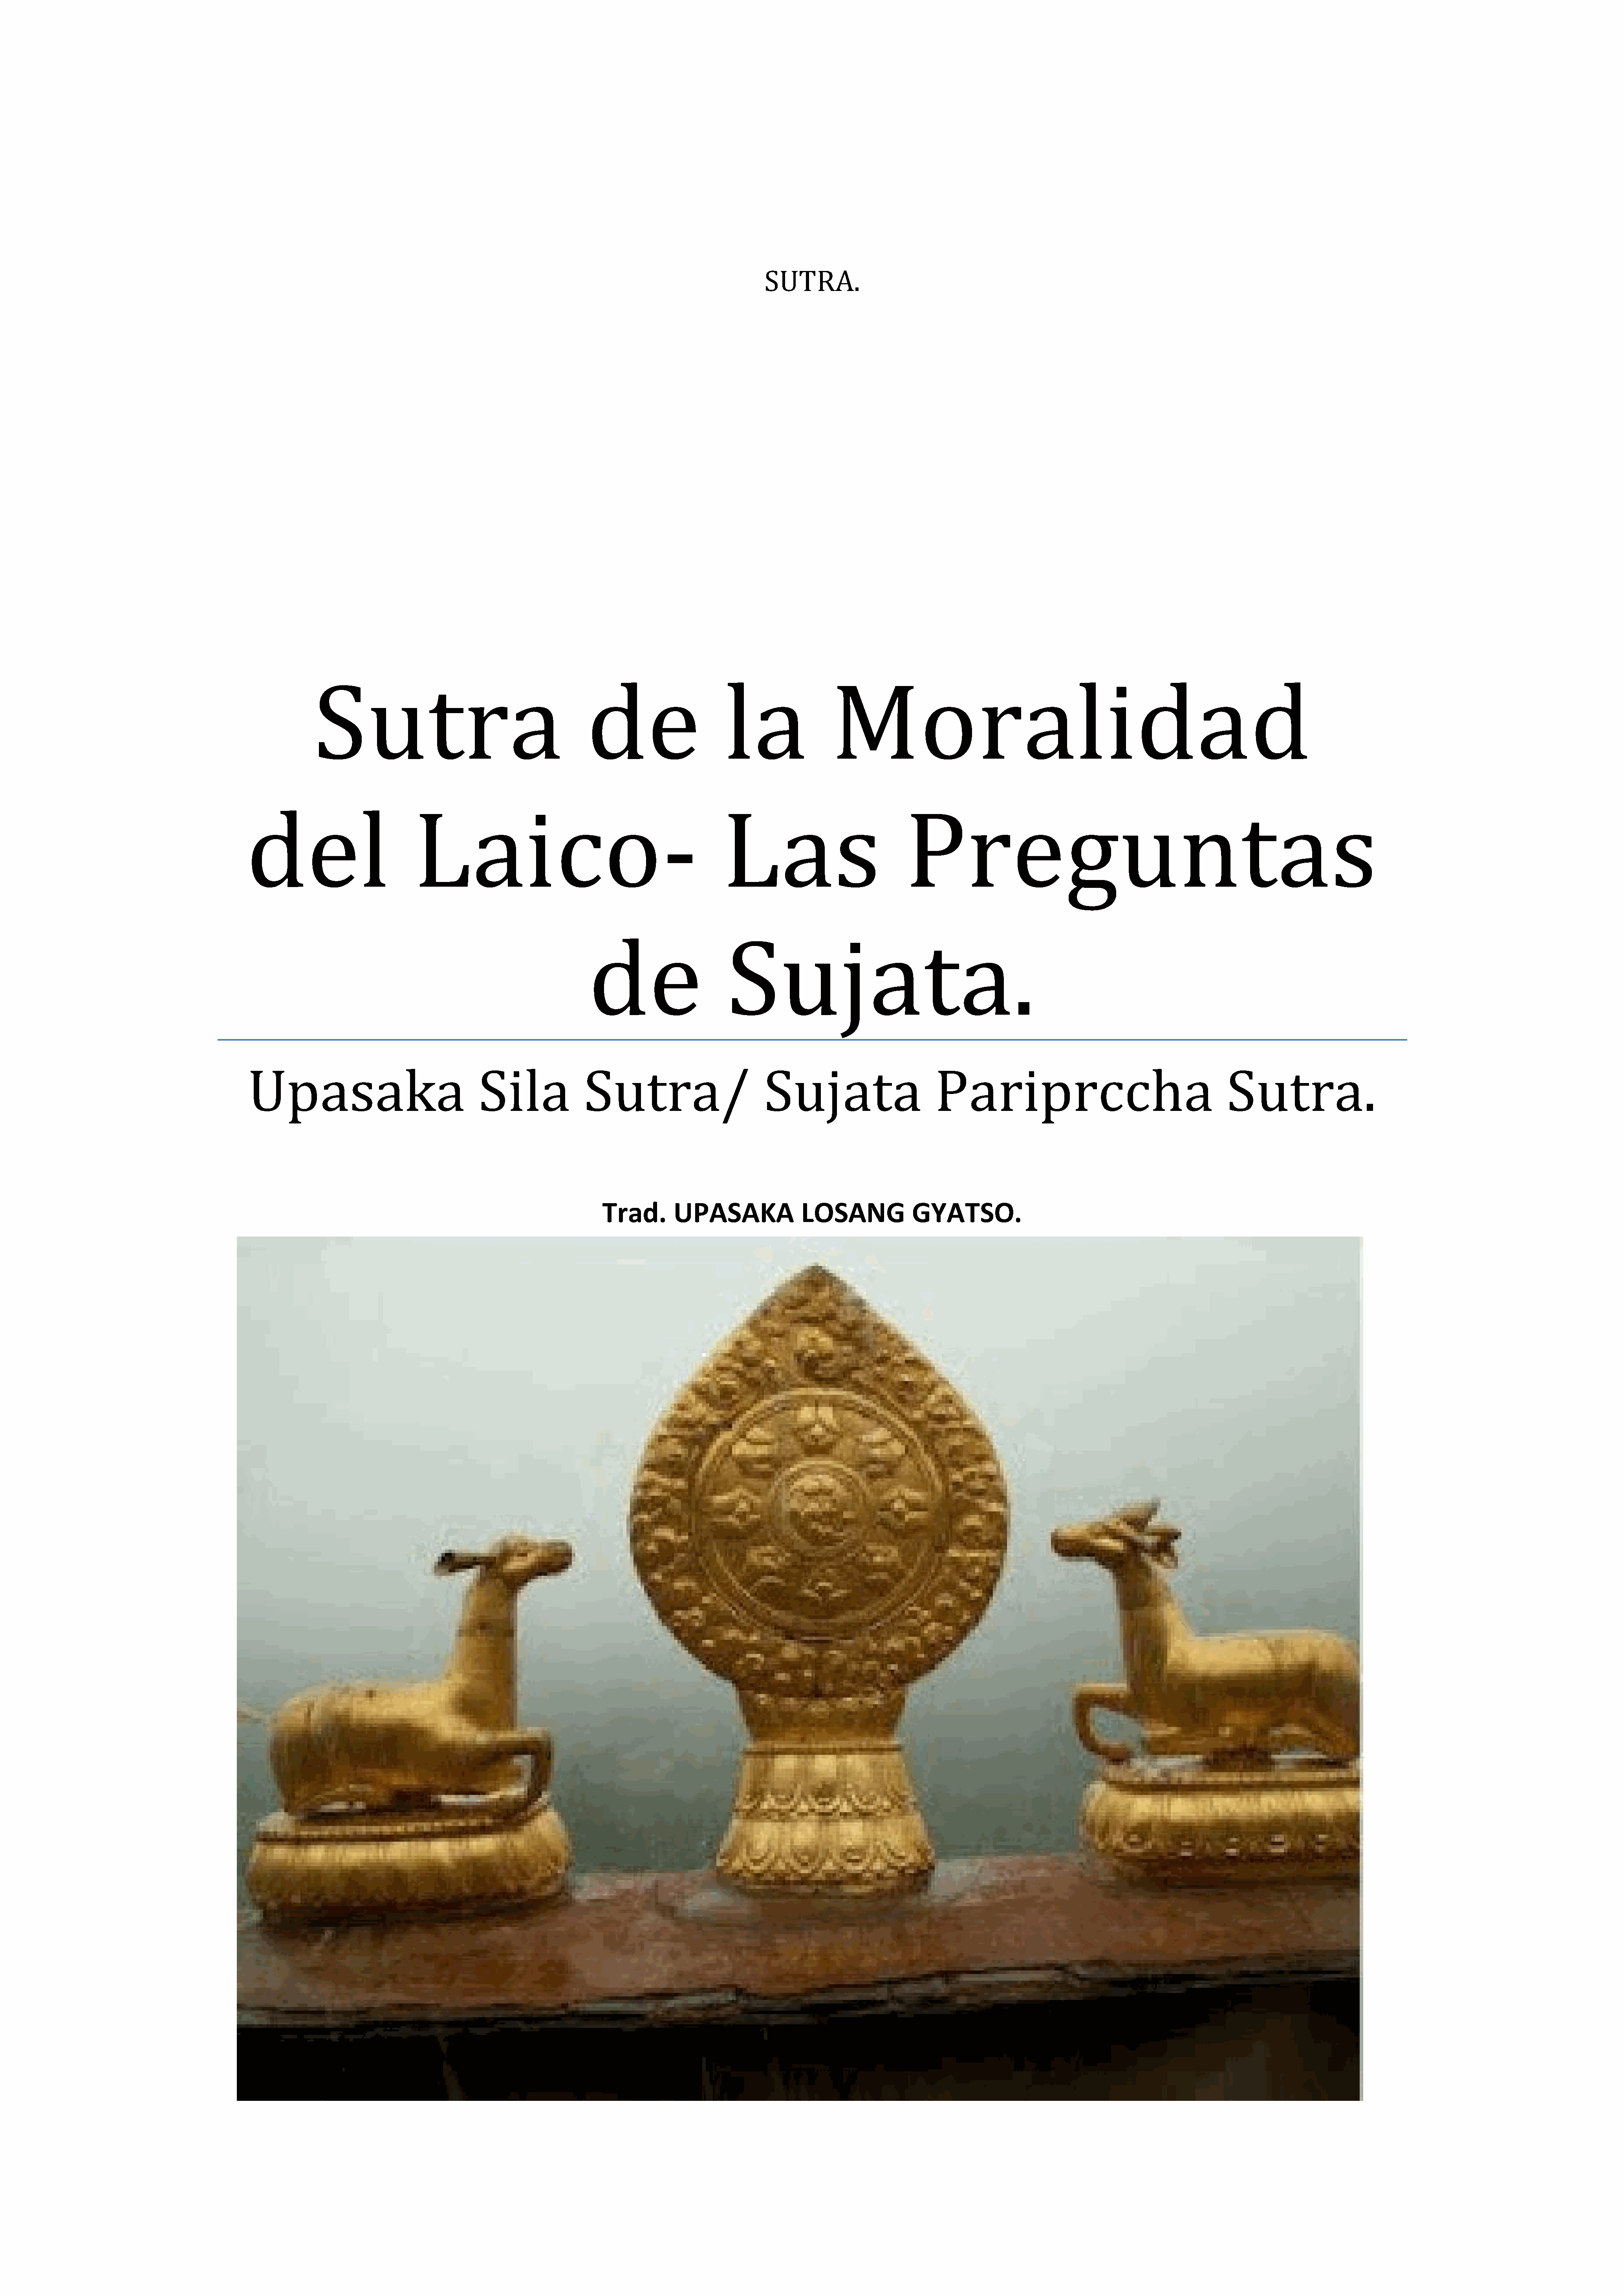 SUTRA.
Sutra de la Moralidad
del Laico- Las Preguntas
de Sujata.
Upasaka Sila Sutra/ Sujata Pariprccha Sutra.
Trad. UPASAKA LOSANG GYATSO.